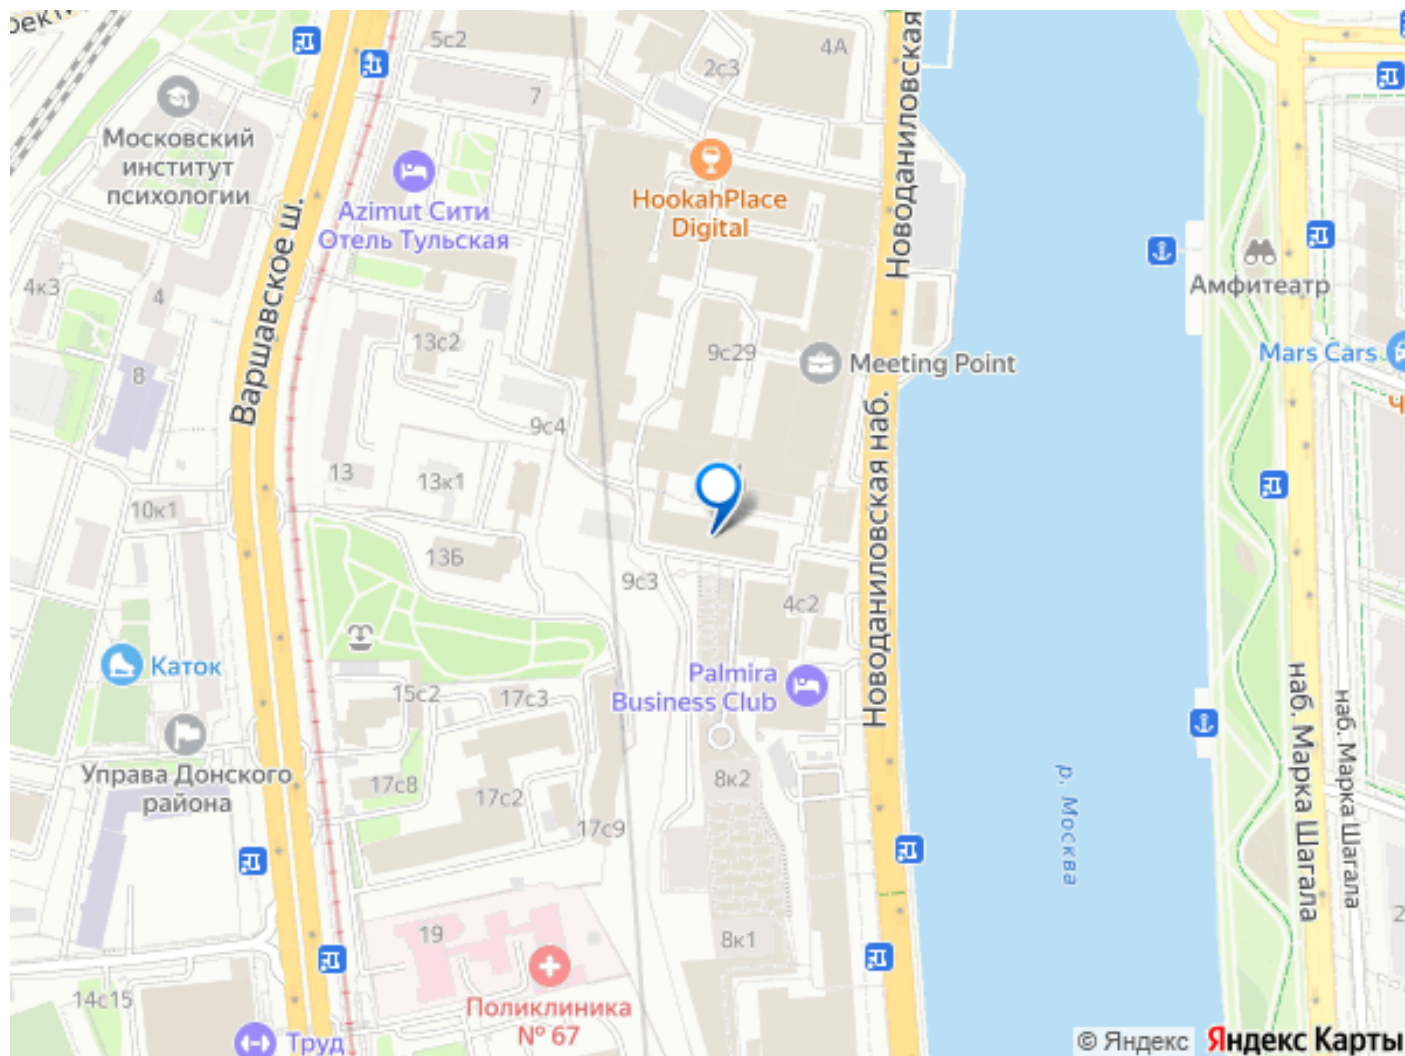 5с2
4А
2с3
7
Московский
институт
психологии
HookahPlace
Digital
Azimut Сити
Отель Тульская
Новоданиловская
Варшавское ш.
4к3
4
Амфитеатр
13с2
9с29
Meeting Point
Mars Cars
8
9с4
13
13к1
10к1
Новоданиловская наб.
13Б
9с3
4с2
Каток
Palmira
Business Club
15с2
17с3
Управа Донского
района
17с8
17с2
17с9
8к2
р. Москва
наб. Марка Шагала
наб. Марка Шагала
19
8к1
Поликлиника
№ 67
14с15
Труд
© Яндекс
Яндекс Карты